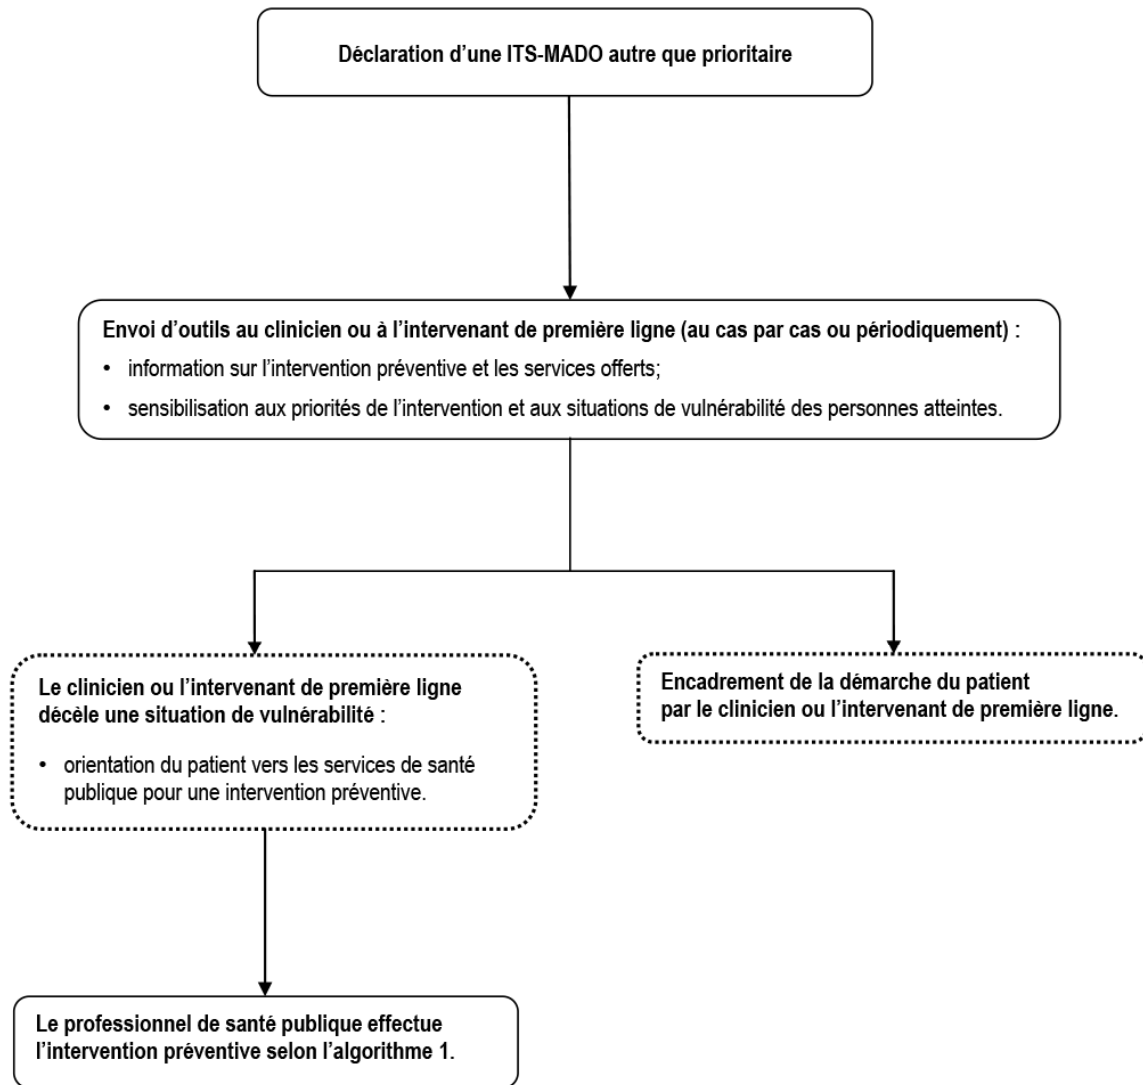 Déclaration d’une ITS-MADO autre que prioritaire
Envoi d’outils au clinicien ou à l’intervenant de première ligne (au cas par cas ou périodiquement) :
• information sur l’intervention préventive et les services offerts;
• sensibilisation aux priorités de l’intervention et aux situations de vulnérabilité des personnes atteintes.
Le clinicien ou l’intervenant de première ligne
décèle une situation de vulnérabilité :
• orientation du patient vers les services de santé
publique pour une intervention préventive.
Encadrement de la démarche du patient
par le clinicien ou l’intervenant de première ligne.
Le professionnel de santé publique effectue
l’intervention préventive selon l’algorithme 1.